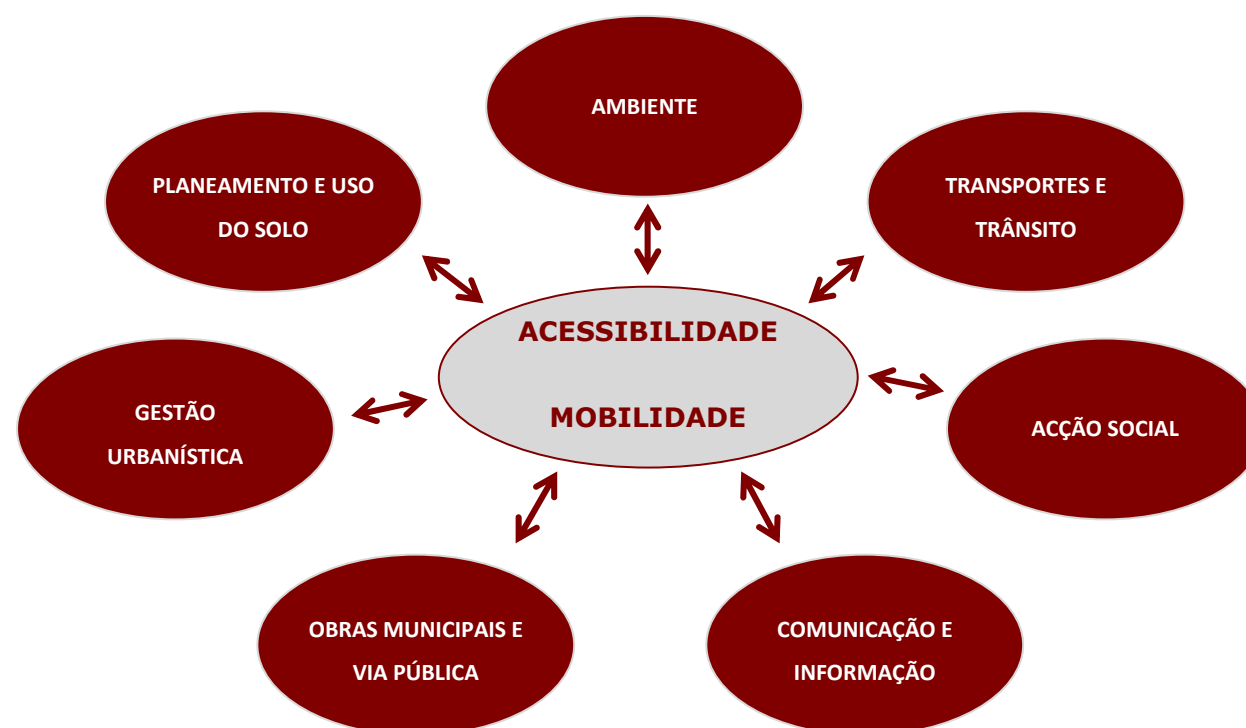 AMBIENTE
PLANEAMENTO E USO
DO SOLO
TRANSPORTES E
TRÂNSITO
ACESSIBILIDADE
MOBILIDADE
GESTÃO
URBANÍSTICA
ACÇÃO SOCIAL
OBRAS MUNICIPAIS E
VIA PÚBLICA
COMUNICAÇÃO E
INFORMAÇÃO